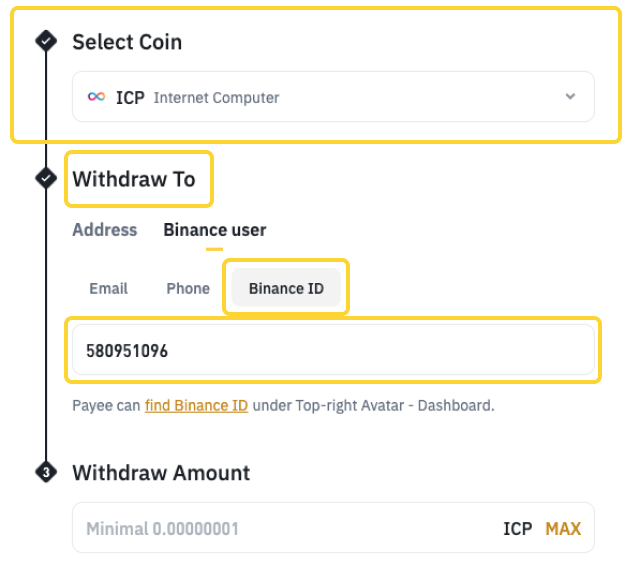 Select Coin
ICP Internet Computer
Withdraw To
Address Binance user
Email Phone Binance ID
580951096
Payee can find Binance ID under Top-right Avatar - Dashboard.
3 Withdraw Amount
Minimal 0.00000001 ICP MAX